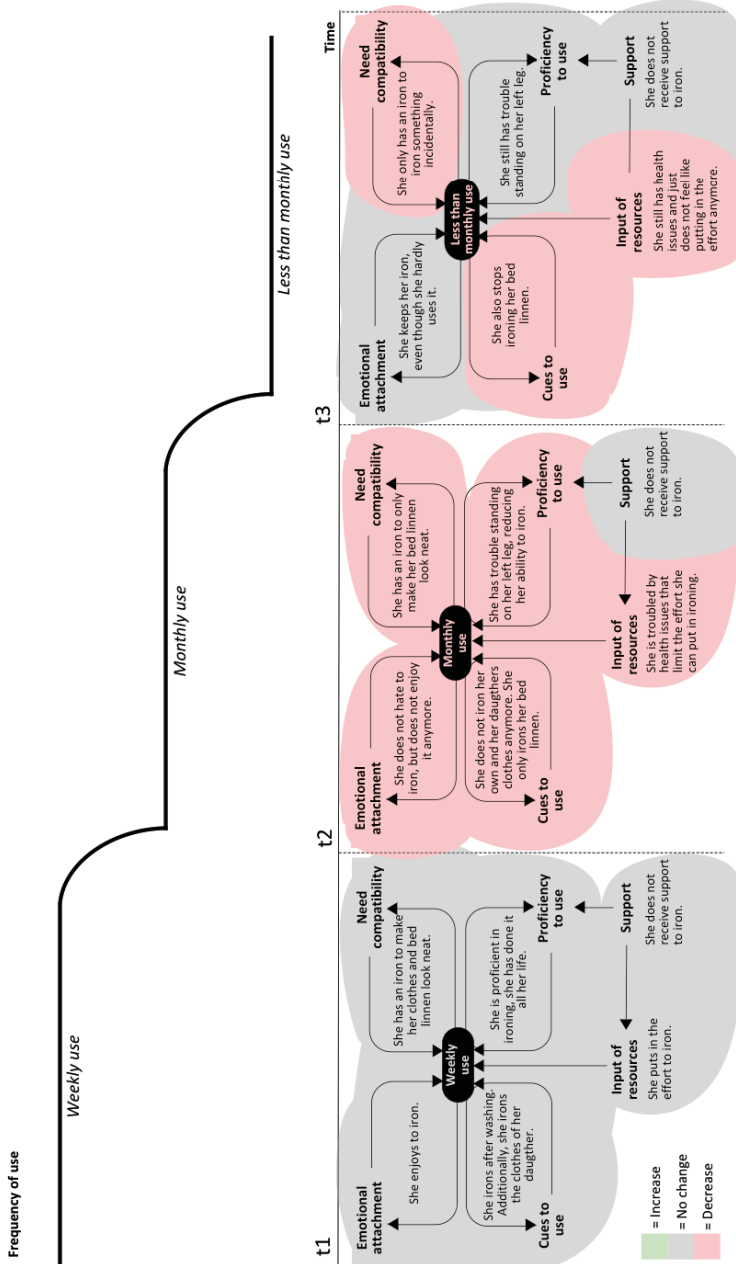 Frequency of use
Weekly use
Monthly use
Less than monthly use
t1
Emotional
attachment
She enjoys to iron.
Need
compatibility
She has an iron to make
her clothes and bed
linnen look neat.
Weekly
use
She irons after washing.
Additionally, she irons
the clothes of her
daugther.
Cues to
use
She is proficient in
ironing, she has done it
all her life.
Proficiency
to use
Input of
resources
She puts in the
effort to iron.
Support
She does not
receive support
to iron.
t2
Emotional
attachment
She does not hate to
iron, but does not enjoy
it anymore.
Need
compatibility
She has an iron to only
make her bed linnen
look neat.
Monthly
use
She does not iron her
own and her daugthers
clothes anymore. She
only irons her bed
linnen.
Cues to
use
She has trouble standing
on her left leg, reducing
her ability to iron.
Proficiency
to use
Input of
resources
She is troubled by
health issues that
limit the effort she
can put in ironing.
Support
She does not
receive support
to iron.
t3
Time
Emotional
attachment
She keeps her iron,
even though she hardly
uses it.
Need
compatibility
She only has an iron to
iron something
incidentally.
Less than
monthly use
She also stops
ironing her bed
linnen.
Cues to
use
She still has trouble
standing on her left leg.
Proficiency
to use
Input of
resources
She still has health
issues and just
does not feel like
putting in the
effort anymore.
Support
She does not
receive support
to iron.
= Increase
= No change
= Decrease